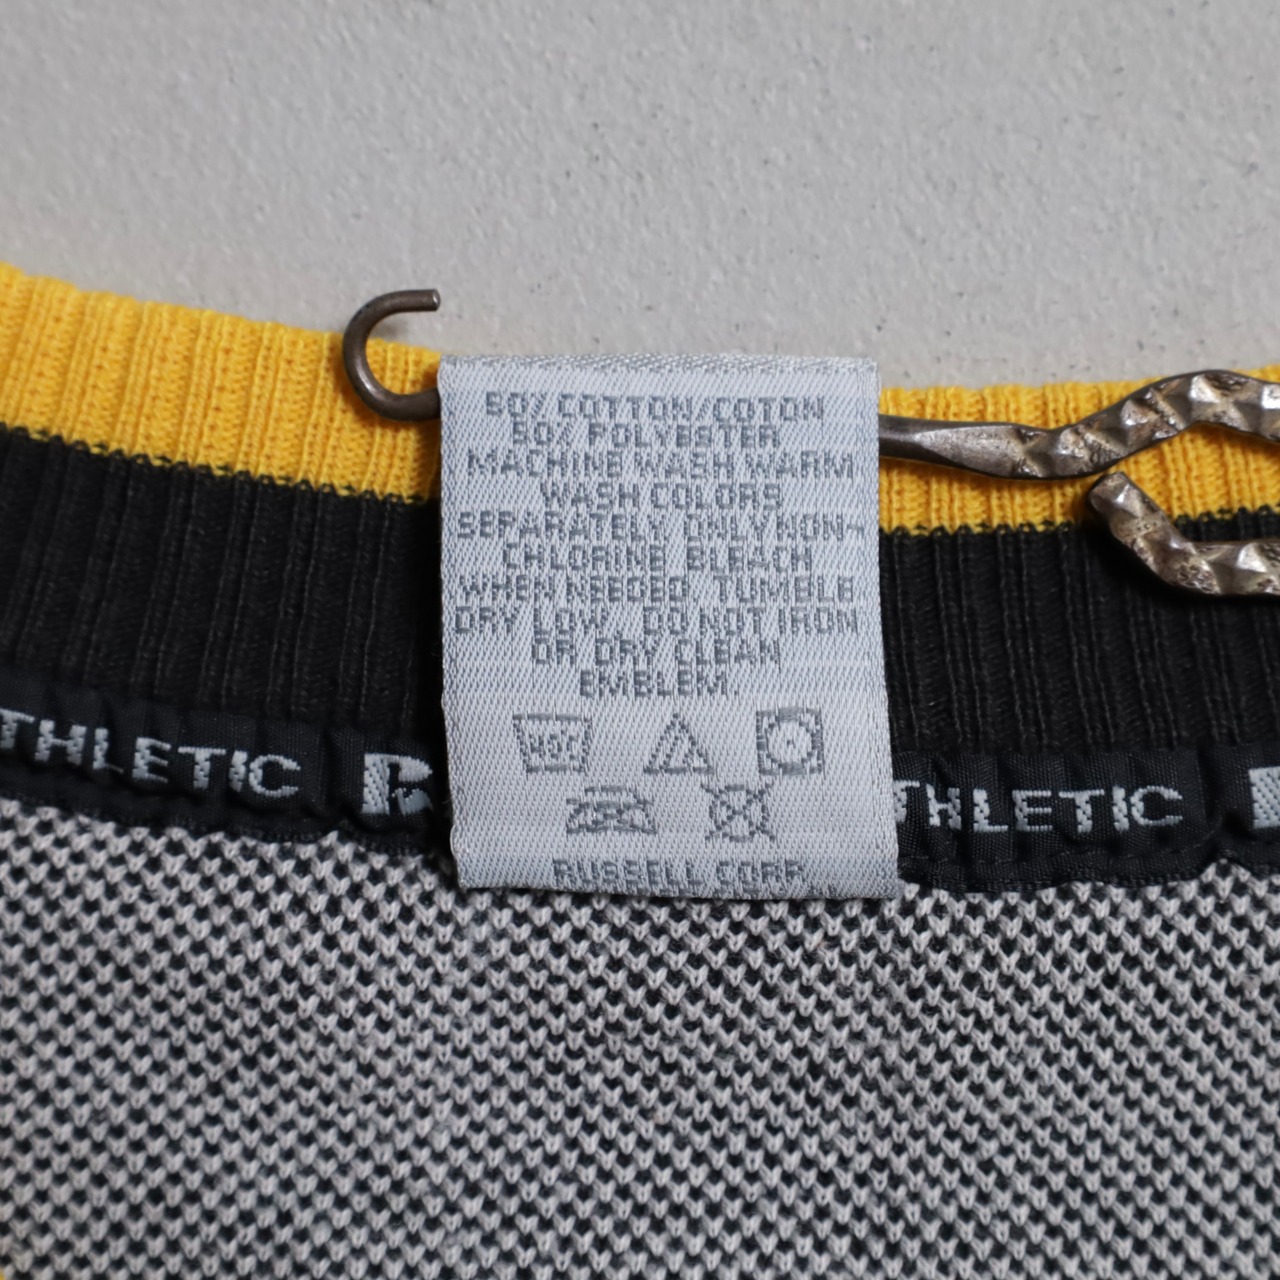 50% COTTON/COTON
50% POLYESTER
MACHINE WASH WARM
WASH COLORS
SEPARATELY ONLY NON-
CHLORINE BLEACH
WHEN NEEDED TUMBLE
DRY LOW. DO NOT IRON
OR DRY CLEAN
EMBLEM.
40C
RUSSELL CORP.
THLETIC R
THLETIC